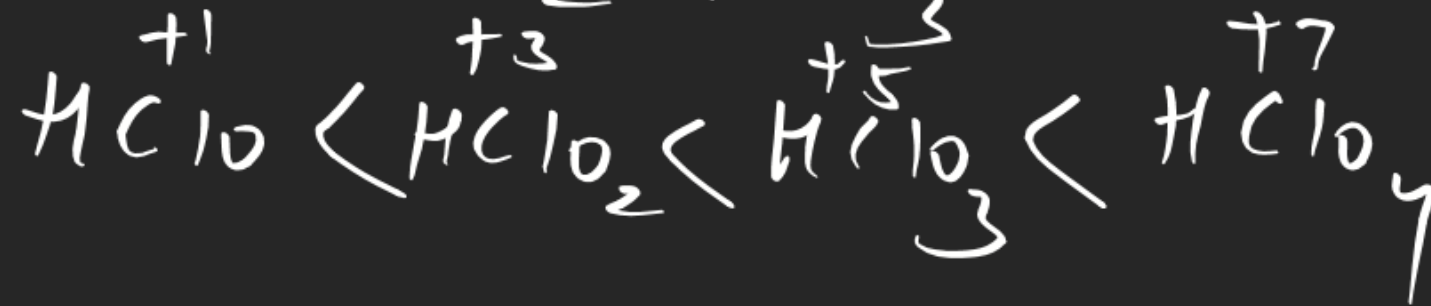 +1 +3 +5 +7
HClO < HClO₂ < HClO₃ < HClO₄